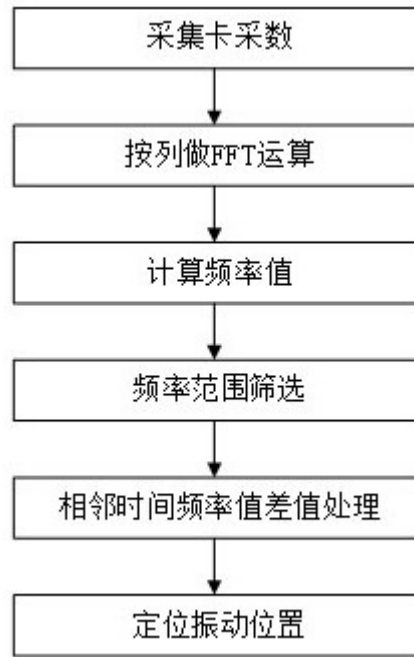 采集卡采数
按列做FFT运算
计算频率值
频率范围筛选
相邻时间频率值差值处理
定位振动位置